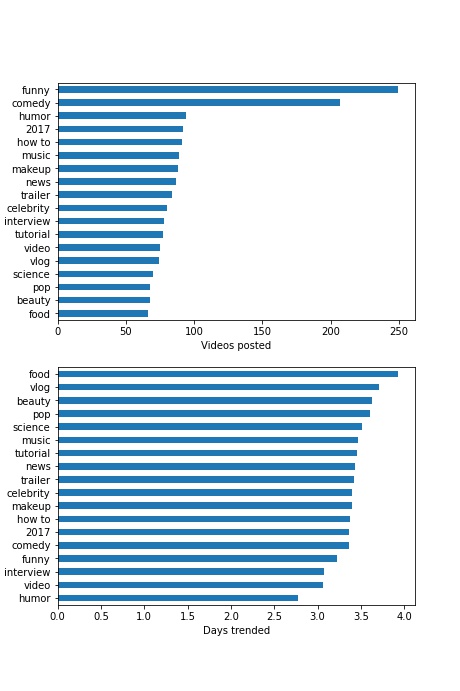 funny
comedy
humor
2017
how to
music
makeup
news
trailer
celebrity
interview
tutorial
video
vlog
science
pop
beauty
food
0 50 100 150 200 250
Videos posted
food
vlog
beauty
pop
science
music
tutorial
news
trailer
celebrity
makeup
how to
2017
comedy
funny
interview
video
humor
0.0 0.5 1.0 1.5 2.0 2.5 3.0 3.5 4.0
Days trended